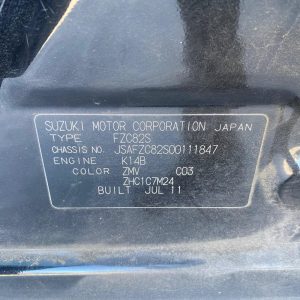 SUZUKI MOTOR CORPORATION JAPAN
TYPE FZC82S
CHASSIS NO. JSAFZC82S00111847
ENGINE K14B
COLOR ZMV C03
ZHC1C7M24
BUILT JUL 11